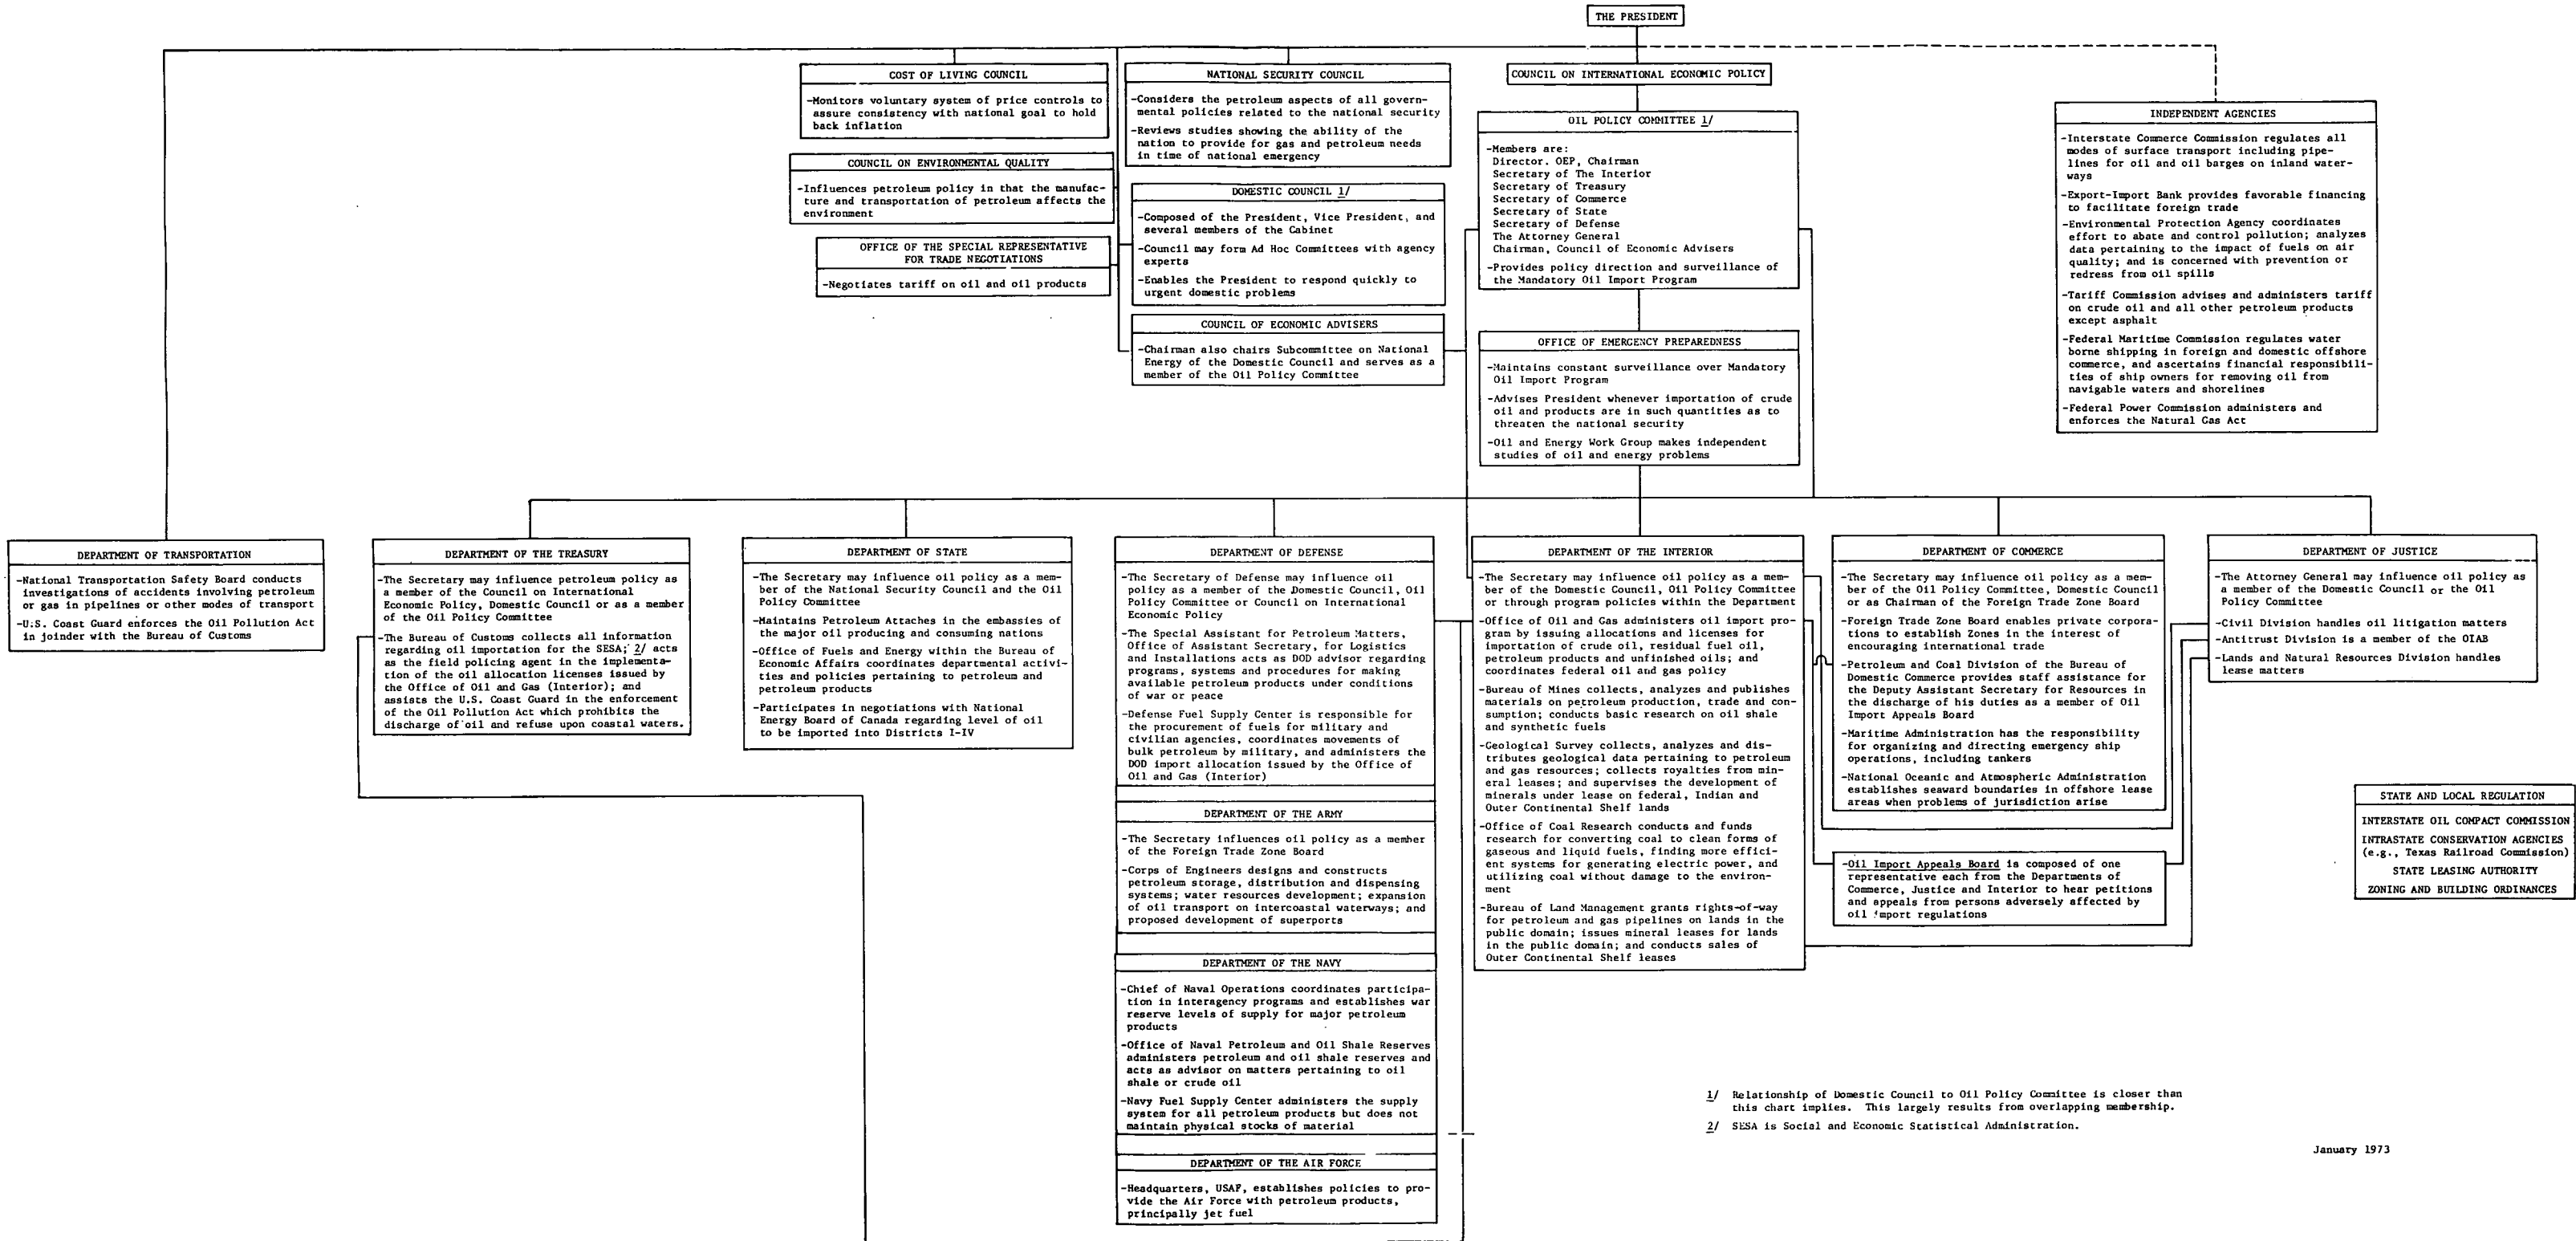 THE PRESIDENT
COST OF LIVING COUNCIL
-Monitors voluntary system of price controls to
assure consistency with national goal to hold
back inflation
COUNCIL ON ENVIRONMENTAL QUALITY
-Influences petroleum policy in that the manufac-
ture and transportation of petroleum affects the
environment
OFFICE OF THE SPECIAL REPRESENTATIVE
FOR TRADE NEGOTIATIONS
-Negotiates tariff on oil and oil products
NATIONAL SECURITY COUNCIL
-Considers the petroleum aspects of all govern-
mental policies related to the national security
-Reviews studies showing the ability of the
nation to provide for gas and petroleum needs
in time of national emergency
DOMESTIC COUNCIL 1/
-Composed of the President, Vice President, and
several members of the Cabinet
-Council may form Ad Hoc Committees with agency
experts
-Enables the President to respond quickly to
urgent domestic problems
COUNCIL OF ECONOMIC ADVISERS
-Chairman also chairs Subcommittee on National
Energy of the Domestic Council and serves as a
member of the Oil Policy Committee
COUNCIL ON INTERNATIONAL ECONOMIC POLICY
OIL POLICY COMMITTEE 1/
-Members are:
Director. OEP, Chairman
Secretary of The Interior
Secretary of Treasury
Secretary of Commerce
Secretary of State
Secretary of Defense
The Attorney General
Chairman, Council of Economic Advisers
-Provides policy direction and surveillance of
the Mandatory Oil Import Program
OFFICE OF EMERGENCY PREPAREDNESS
-Maintains constant surveillance over Mandatory
Oil Import Program
-Advises President whenever importation of crude
oil and products are in such quantities as to
threaten the national security
-Oil and Energy Work Group makes independent
studies of oil and energy problems
INDEPENDENT AGENCIES
-Interstate Commerce Commission regulates all
modes of surface transport including pipe-
lines for oil and oil barges on inland water-
ways
-Export-Import Bank provides favorable financing
to facilitate foreign trade
-Environmental Protection Agency coordinates
effort to abate and control pollution; analyzes
data pertaining to the impact of fuels on air
quality; and is concerned with prevention or
redress from oil spills
-Tariff Commission advises and administers tariff
on crude oil and all other petroleum products
except asphalt
-Federal Maritime Commission regulates water
borne shipping in foreign and domestic offshore
commerce, and ascertains financial responsibili-
ties of ship owners for removing oil from
navigable waters and shorelines
-Federal Power Commission administers and
enforces the Natural Gas Act
DEPARTMENT OF TRANSPORTATION
-National Transportation Safety Board conducts
investigations of accidents involving petroleum
or gas in pipelines or other modes of transport
-U.S. Coast Guard enforces the Oil Pollution Act
in joinder with the Bureau of Customs
DEPARTMENT OF THE TREASURY
-The Secretary may influence petroleum policy as
a member of the Council on International
Economic Policy, Domestic Council or as a member
of the Oil Policy Committee
-The Bureau of Customs collects all information
regarding oil importation for the SESA; 2/ acts
as the field policing agent in the implementa-
tion of the oil allocation licenses issued by
the Office of Oil and Gas (Interior); and
assists the U.S. Coast Guard in the enforcement
of the Oil Pollution Act which prohibits the
discharge of oil and refuse upon coastal waters.
DEPARTMENT OF STATE
-The Secretary may influence oil policy as a mem-
ber of the National Security Council and the Oil
Policy Committee
-Maintains Petroleum Attaches in the embassies of
the major oil producing and consuming nations
-Office of Fuels and Energy within the Bureau of
Economic Affairs coordinates departmental activi-
ties and policies pertaining to petroleum and
petroleum products
-Participates in negotiations with National
Energy Board of Canada regarding level of oil
to be imported into Districts I-IV
DEPARTMENT OF DEFENSE
-The Secretary of Defense may influence oil
policy as a member of the Domestic Council, Oil
Policy Committee or Council on International
Economic Policy
-The Special Assistant for Petroleum Matters,
Office of Assistant Secretary, for Logistics
and Installations acts as DOD advisor regarding
programs, systems and procedures for making
available petroleum products under conditions
of war or peace
-Defense Fuel Supply Center is responsible for
the procurement of fuels for military and
civilian agencies, coordinates movements of
bulk petroleum by military, and administers the
DOD import allocation issued by the Office of
Oil and Gas (Interior)
DEPARTMENT OF THE ARMY
-The Secretary influences oil policy as a member
of the Foreign Trade Zone Board
-Corps of Engineers designs and constructs
petroleum storage, distribution and dispensing
systems; water resources development; expansion
of oil transport on intercoastal waterways; and
proposed development of superports
DEPARTMENT OF THE NAVY
-Chief of Naval Operations coordinates participa-
tion in interagency programs and establishes war
reserve levels of supply for major petroleum
products
-Office of Naval Petroleum and Oil Shale Reserves
administers petroleum and oil shale reserves and
acts as advisor on matters pertaining to oil
shale or crude oil
-Navy Fuel Supply Center administers the supply
system for all petroleum products but does not
maintain physical stocks of material
DEPARTMENT OF THE AIR FORCE
-Headquarters, USAF, establishes policies to pro-
vide the Air Force with petroleum products,
principally jet fuel
DEPARTMENT OF THE INTERIOR
-The Secretary may influence oil policy as a mem-
ber of the Domestic Council, Oil Policy Committee
or through program policies within the Department
-Office of Oil and Gas administers oil import pro-
gram by issuing allocations and licenses for
importation of crude oil, residual fuel oil,
petroleum products and unfinished oils; and
coordinates federal oil and gas policy
-Bureau of Mines collects, analyzes and publishes
materials on petroleum production, trade and con-
sumption; conducts basic research on oil shale
and synthetic fuels
-Geological Survey collects, analyzes and dis-
tributes geological data pertaining to petroleum
and gas resources; collects royalties from min-
eral leases; and supervises the development of
minerals under lease on federal, Indian and
Outer Continental Shelf lands
-Office of Coal Research conducts and funds
research for converting coal to clean forms of
gaseous and liquid fuels, finding more effici-
ent systems for generating electric power, and
utilizing coal without damage to the environ-
ment
-Bureau of Land Management grants rights-of-way
for petroleum and gas pipelines on lands in the
public domain; issues mineral leases for lands
in the public domain; and conducts sales of
Outer Continental Shelf leases
DEPARTMENT OF COMMERCE
-The Secretary may influence oil policy as a mem-
ber of the Oil Policy Committee, Domestic Council
or as Chairman of the Foreign Trade Zone Board
-Foreign Trade Zone Board enables private corpora-
tions to establish Zones in the interest of
encouraging international trade
-Petroleum and Coal Division of the Bureau of
Domestic Commerce provides staff assistance for
the Deputy Assistant Secretary for Resources in
the discharge of his duties as a member of Oil
Import Appeals Board
-Maritime Administration has the responsibility
for organizing and directing emergency ship
operations, including tankers
-National Oceanic and Atmospheric Administration
establishes seaward boundaries in offshore lease
areas when problems of jurisdiction arise
-Oil Import Appeals Board is composed of one
representative each from the Departments of
Commerce, Justice and Interior to hear petitions
and appeals from persons adversely affected by
oil import regulations
DEPARTMENT OF JUSTICE
-The Attorney General may influence oil policy as
a member of the Domestic Council or the Oil
Policy Committee
-Civil Division handles oil litigation matters
-Antitrust Division is a member of the OIAB
-Lands and Natural Resources Division handles
lease matters
STATE AND LOCAL REGULATION
INTERSTATE OIL COMPACT COMMISSION
INTRASTATE CONSERVATION AGENCIES
(e.g., Texas Railroad Commission)
STATE LEASING AUTHORITY
ZONING AND BUILDING ORDINANCES
1/ Relationship of Domestic Council to Oil Policy Committee is closer than
this chart implies. This largely results from overlapping membership.
2/ SESA is Social and Economic Statistical Administration.
January 1973